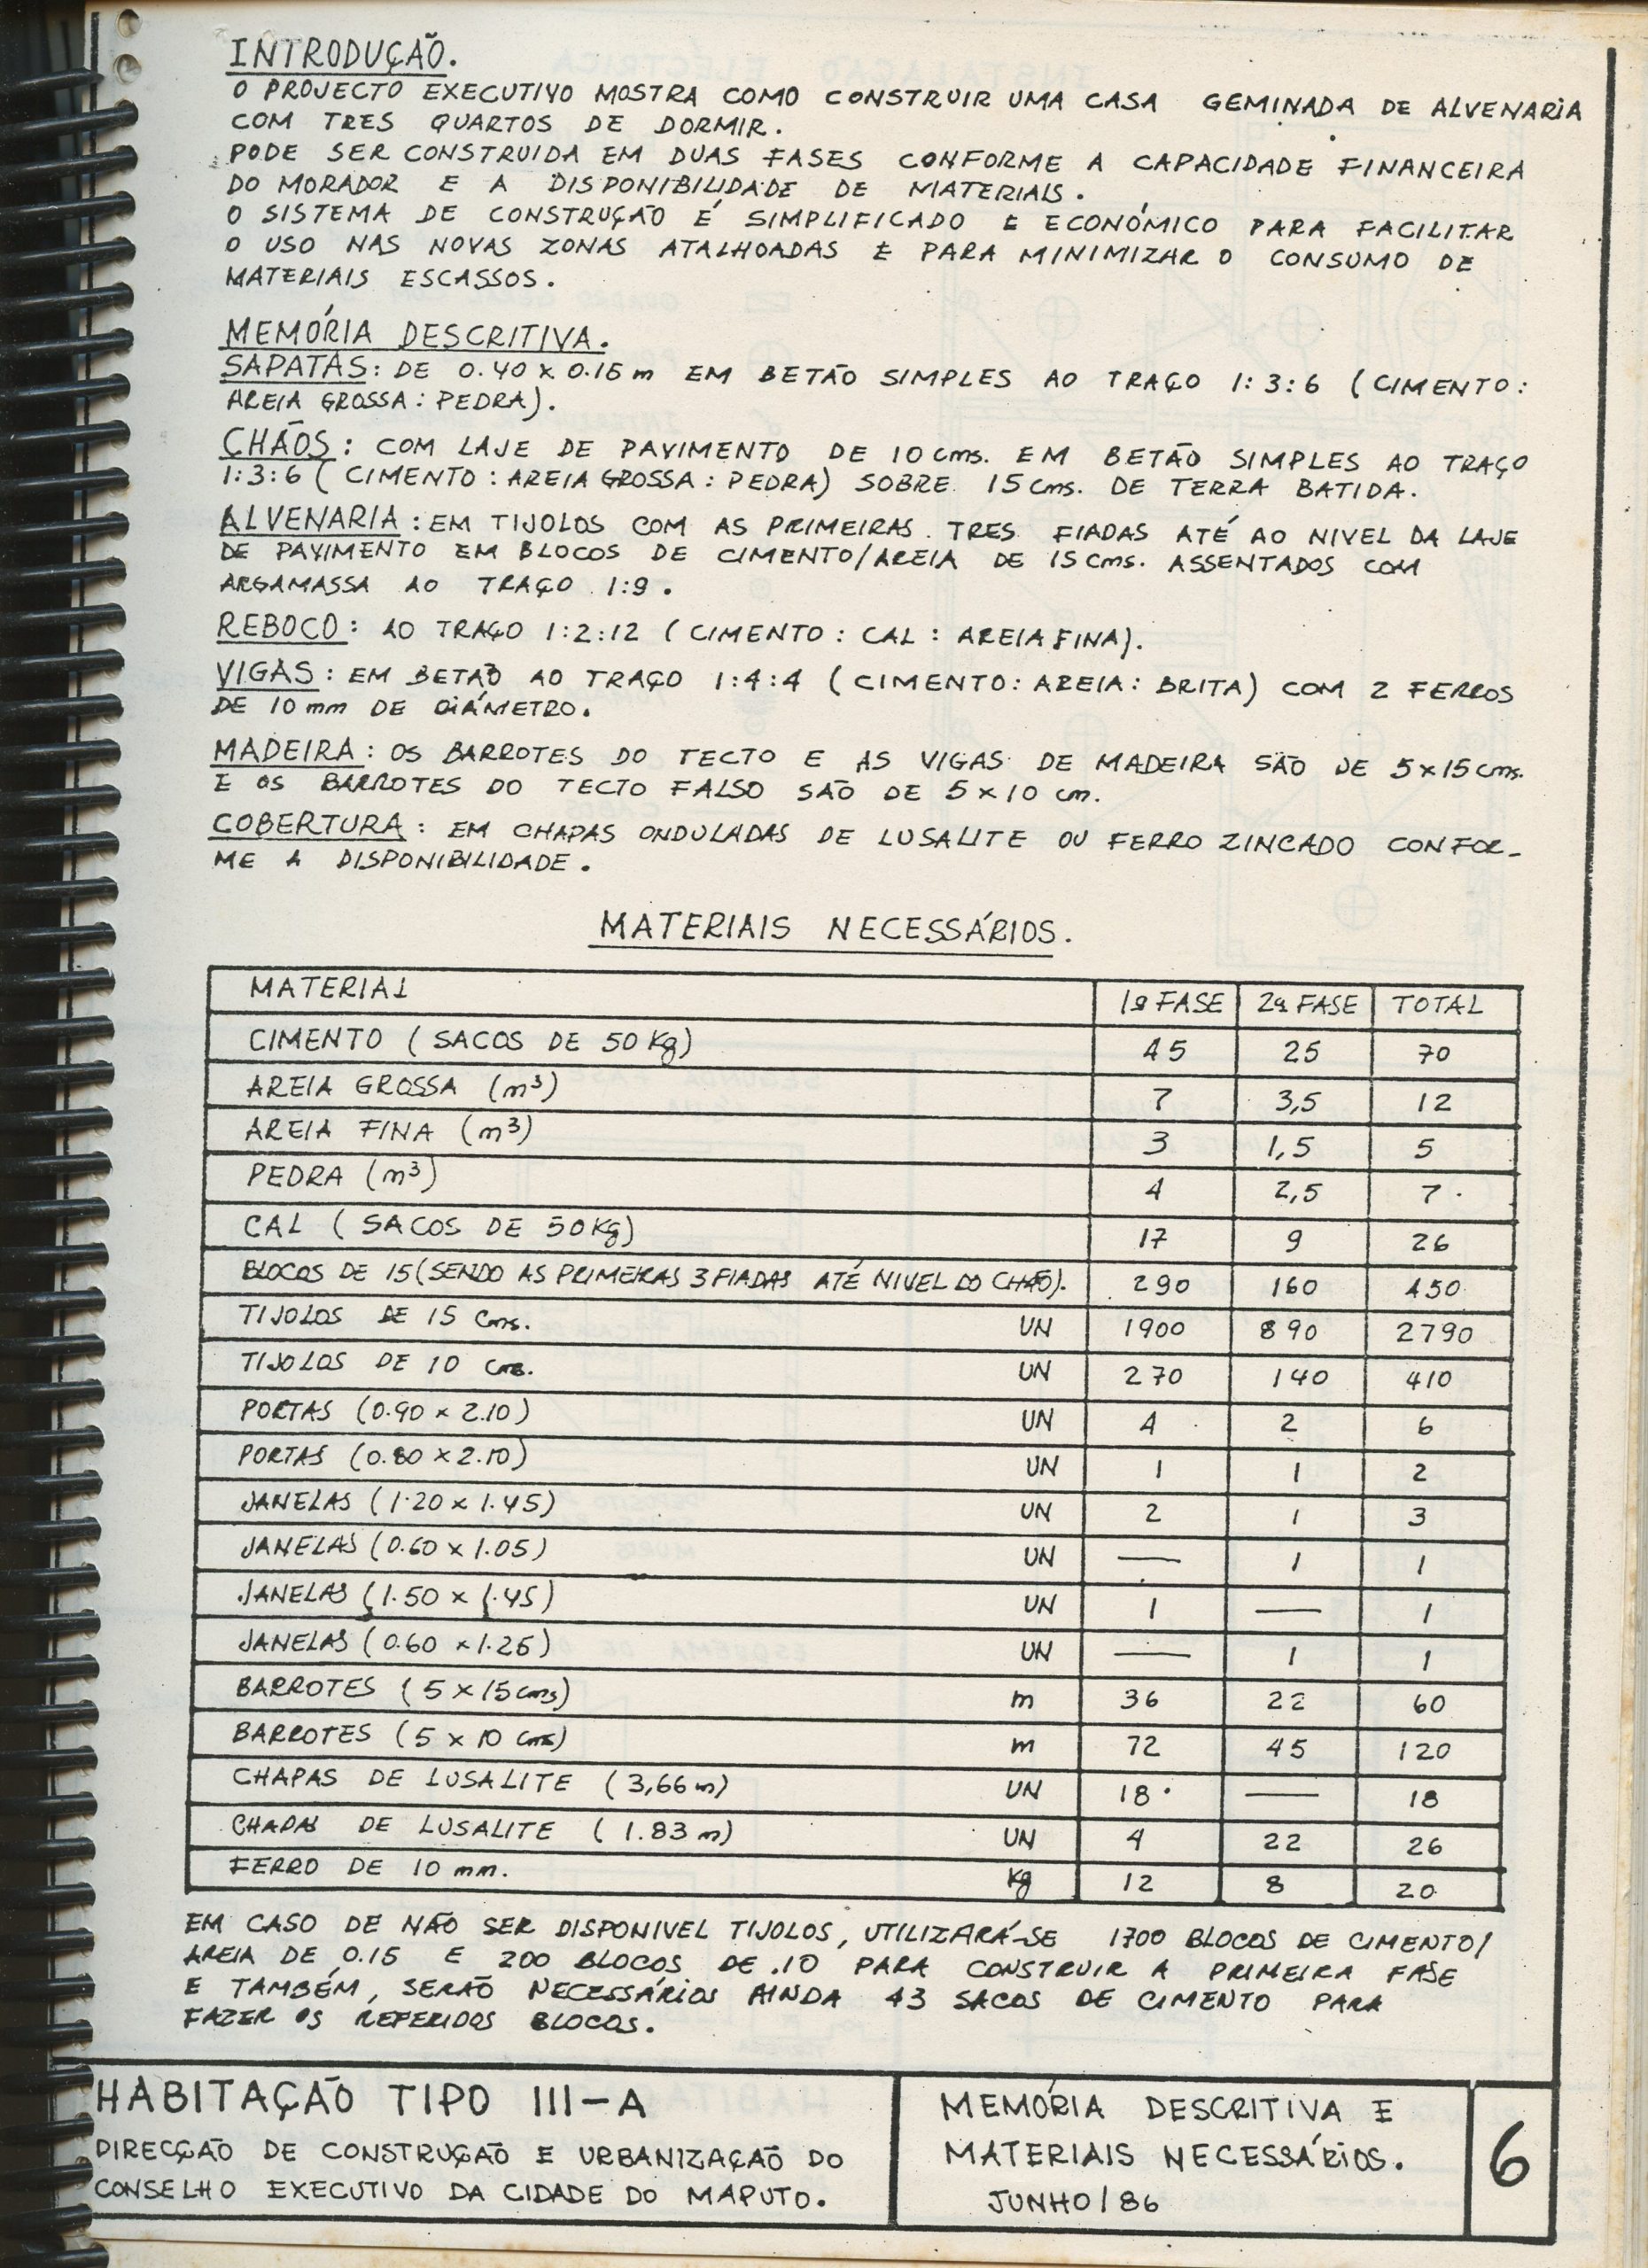 INTRODUÇÃO.
O PROJECTO EXECUTIVO MOSTRA COMO CONSTRUIR UMA CASA GEMINADA DE ALVENARIA
COM TRES QUARTOS DE DORMIR.
PODE SER CONSTRUIDA EM DUAS FASES CONFORME A CAPACIDADE FINANCEIRA
DO MORADOR E A DISPONIBILIDADE DE MATERIAIS.
O SISTEMA DE CONSTRUÇÃO É SIMPLIFICADO E ECONÓMICO PARA FACILITAR
O USO NAS NOVAS ZONAS ATALHOADAS E PARA MINIMIZAR O CONSUMO DE
MATERIAIS ESCASSOS.
MEMÓRIA DESCRITIVA.
SAPATAS: DE 0.40 x 0.15 m EM BETÃO SIMPLES AO TRAÇO 1:3:6 (CIMENTO:
AREIA GROSSA: PEDRA).
CHÃOS: COM LAJE DE PAVIMENTO DE 10 cms. EM BETÃO SIMPLES AO TRAÇO
1:3:6 (CIMENTO: AREIA GROSSA: PEDRA) SOBRE 15 cms. DE TERRA BATIDA.
ALVENARIA: EM TIJOLOS COM AS PRIMEIRAS TRES FIADAS ATÉ AO NIVEL DA LAJE
DE PAVIMENTO EM BLOCOS DE CIMENTO/AREIA DE 15 cms. ASSENTADOS COM
ARGAMASSA AO TRAÇO 1:9.
REBOCO: AO TRAÇO 1:2:12 (CIMENTO: CAL: AREIA FINA).
VIGAS: EM BETÃO AO TRAÇO 1:4:4 (CIMENTO: AREIA: BRITA) COM 2 FERROS
DE 10 mm DE DIÁMETRO.
MADEIRA: OS BARROTES DO TECTO E AS VIGAS DE MADEIRA SÃO DE 5x15 cms.
E OS BARROTES DO TECTO FALSO SÃO DE 5x10 cm.
COBERTURA: EM CHAPAS ONDULADAS DE LUSALITE OU FERRO ZINCADO CONFOR-
ME A DISPONIBILIDADE.
MATERIAIS NECESSÁRIOS.
MATERIAL 1ª FASE 2ª FASE TOTAL
CIMENTO (SACOS DE 50 Kg) 45 25 70
AREIA GROSSA (m³) 7 3,5 12
AREIA FINA (m³) 3 1,5 5
PEDRA (m³) 4 2,5 7
CAL (SACOS DE 50 Kg) 17 9 26
BLOCOS DE 15 (SENDO AS PRIMEIRAS 3 FIADAS ATÉ NIVEL DO CHÃO). 290 160 450
TIJOLOS DE 15 cms. UN 1900 890 2790
TIJOLOS DE 10 cms. UN 270 140 410
PORTAS (0.90 x 2.10) UN 4 2 6
PORTAS (0.80 x 2.10) UN 1 1 2
JANELAS (1.20 x 1.45) UN 2 1 3
JANELAS (0.60 x 1.05) UN — 1 1
JANELAS (1.50 x 1.45) UN 1 — 1
JANELAS (0.60 x 1.25) UN — 1 1
BARROTES (5 x 15 cms) m 36 22 60
BARROTES (5 x 10 cms) m 72 45 120
CHAPAS DE LUSALITE (3,66 m) UN 18 — 18
CHAPAS DE LUSALITE (1.83 m) UN 4 22 26
FERRO DE 10 mm. Kg 12 8 20
EM CASO DE NÃO SER DISPONIVEL TIJOLOS, UTILIZARÁ-SE 1700 BLOCOS DE CIMENTO/
AREIA DE 0.15 E 200 BLOCOS DE .10 PARA CONSTRUIR A PRIMEIRA FASE
E TAMBÉM, SERÃO NECESSÁRIOS AINDA 43 SACOS DE CIMENTO PARA
FAZER OS REFERIDOS BLOCOS.
HABITAÇÃO TIPO III-A
DIRECÇÃO DE CONSTRUÇÃO E URBANIZAÇÃO DO
CONSELHO EXECUTIVO DA CIDADE DO MAPUTO.
MEMÓRIA DESCRITIVA E
MATERIAIS NECESSÁRIOS.
JUNHO/86
6